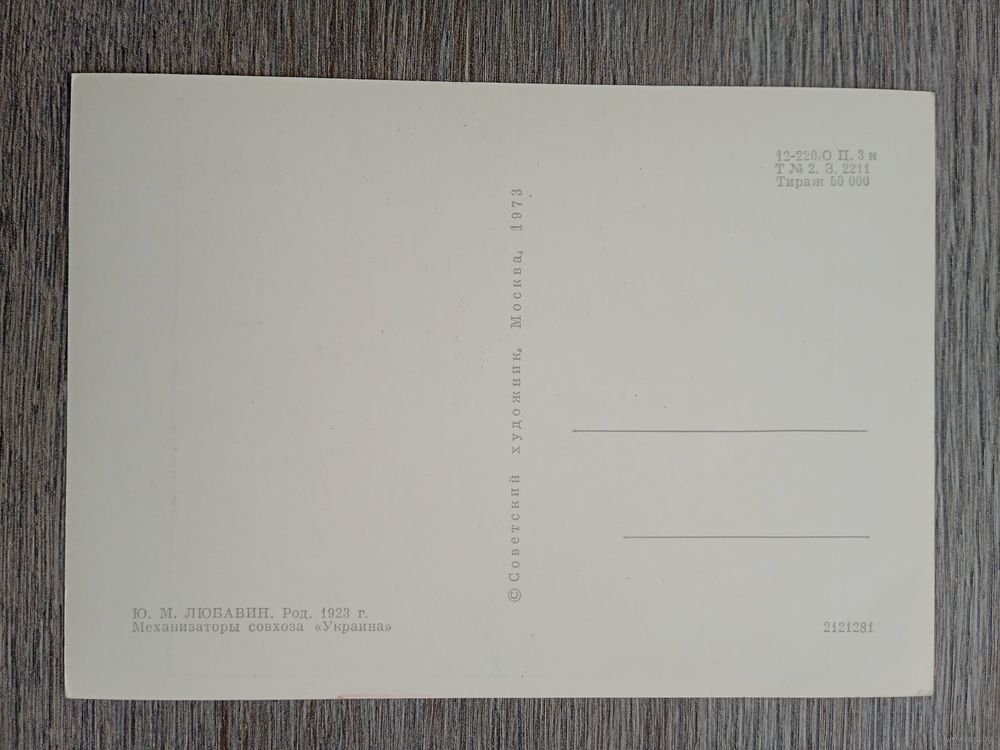 12-220/О Ц. 3 к
Т № 2. З. 2211
Тираж 50 000
© Советский художник. Москва, 1973
Ю. М. ЛЮБАВИН. Род. 1923 г.
Механизаторы совхоза «Украина»
2121281